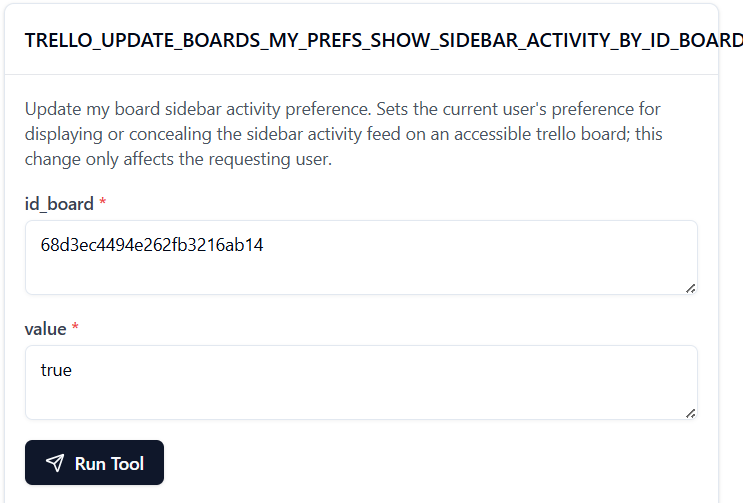 TRELLO_UPDATE_BOARDS_MY_PREFS_SHOW_SIDEBAR_ACTIVITY_BY_ID_BOARD
Update my board sidebar activity preference. Sets the current user's preference for
displaying or concealing the sidebar activity feed on an accessible trello board; this
change only affects the requesting user.
id_board *
68d3ec4494e262fb3216ab14
value *
true
Run Tool